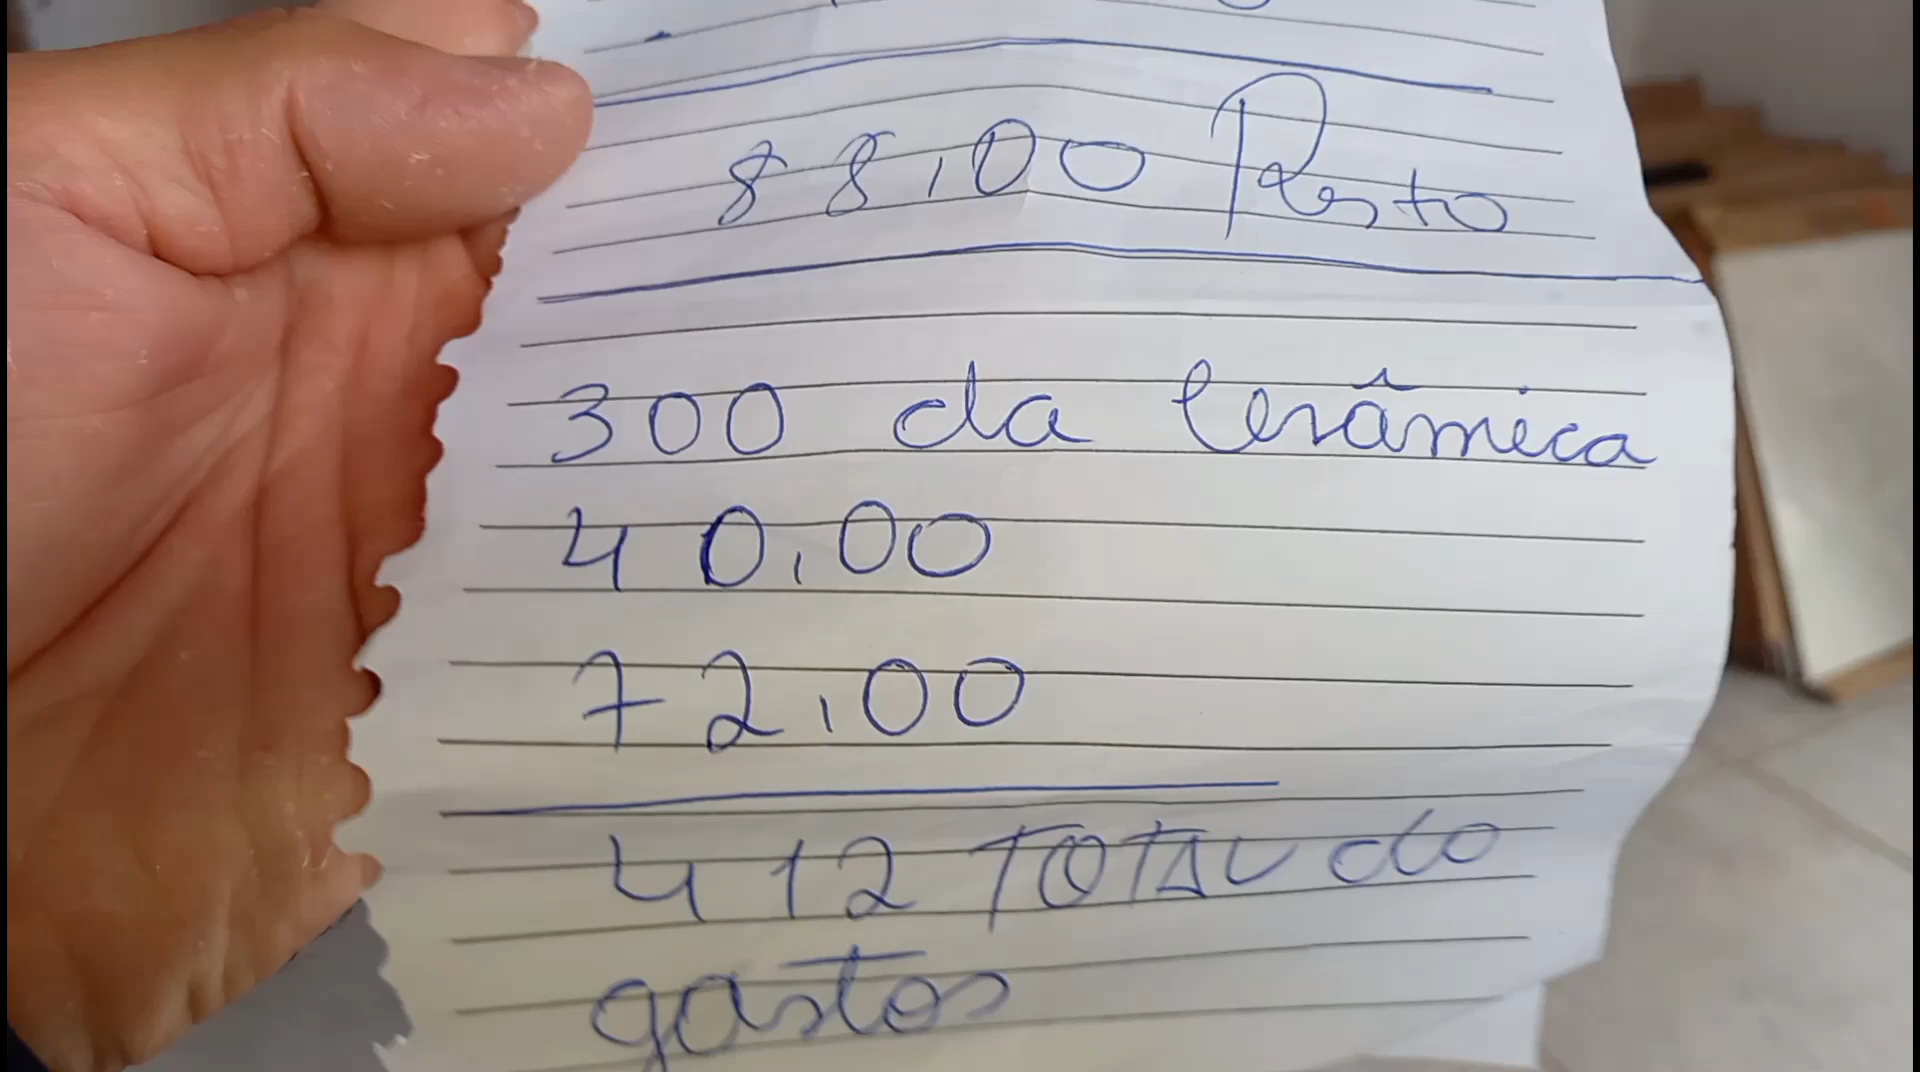 88,00 Resto
300 da Cerâmica
40,00
72,00
412 TOTAL do
gastos